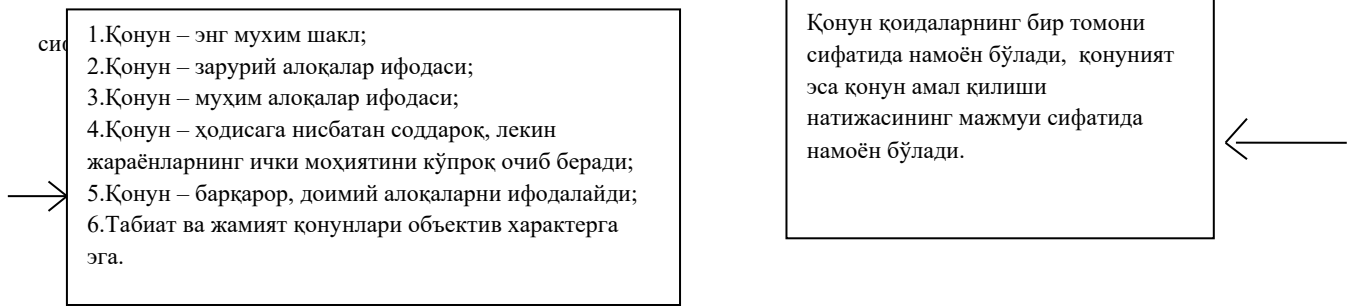 1.Қонун – энг мухим шакл;
2.Қонун – зарурий алоқалар ифодаси;
3.Қонун – муҳим алоқалар ифодаси;
4.Қонун – ҳодисага нисбатан соддароқ, лекин
жараёнларнинг ички моҳиятини кўпроқ очиб беради;
5.Қонун – барқарор, доимий алоқаларни ифодалайди;
6.Табиат ва жамият қонунлари объектив характерга
эга.
Қонун қоидаларнинг бир томони
сифатида намоён бўлади, қонуният
эса қонун амал қилиши
натижасининг мажмуи сифатида
намоён бўлади.